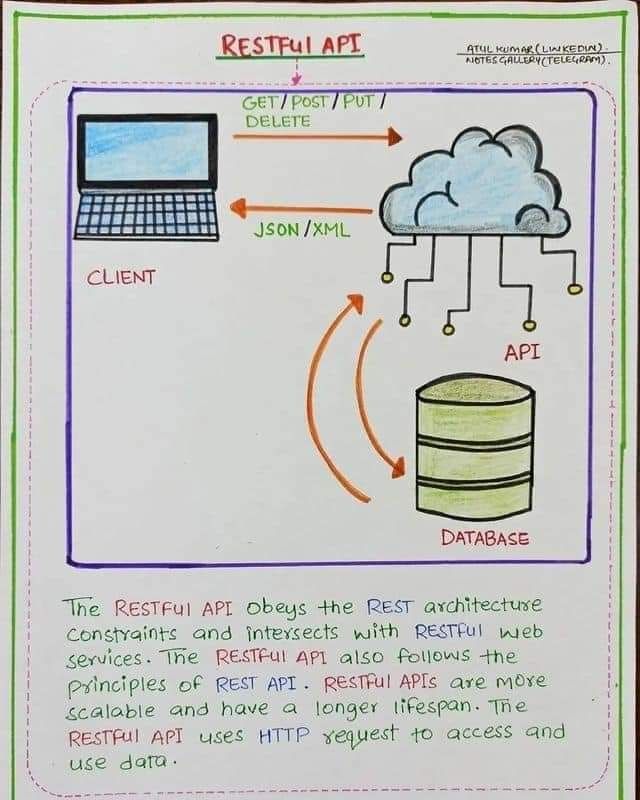 RESTFul API
ATUL KUMAR (LINKEDIN).
NOTES GALLERY (TELEGRAM).
GET / POST / PUT /
DELETE
JSON/XML
CLIENT
API
DATABASE
The RESTFul API obeys the REST architecture
constraints and intersects with RESTFul web
services. The RESTFul API also follows the
principles of REST API. RESTFul APIs are more
scalable and have a longer lifespan. The
RESTFul API uses HTTP request to access and
use data.